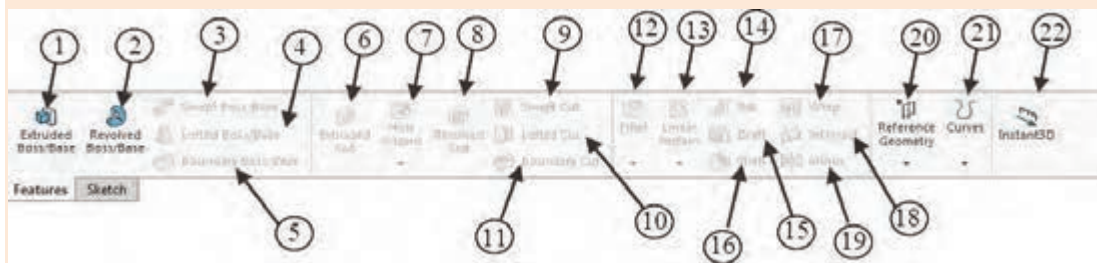 1 2 3 4 6 7 8 9 12 13 14 17 20 21 22
Extruded Boss/Base
Revolved Boss/Base
Swept Boss/Base
Lofted Boss/Base
Boundary Boss/Base
Extruded Cut
Hole Wizard
Revolved Cut
Swept Cut
Lofted Cut
Boundary Cut
Fillet
Linear Pattern
Rib
Draft
Shell
Wrap
Intersect
Mirror
Reference Geometry
Curves
Instant3D
Features Sketch
5 11 10 16 15 19 18